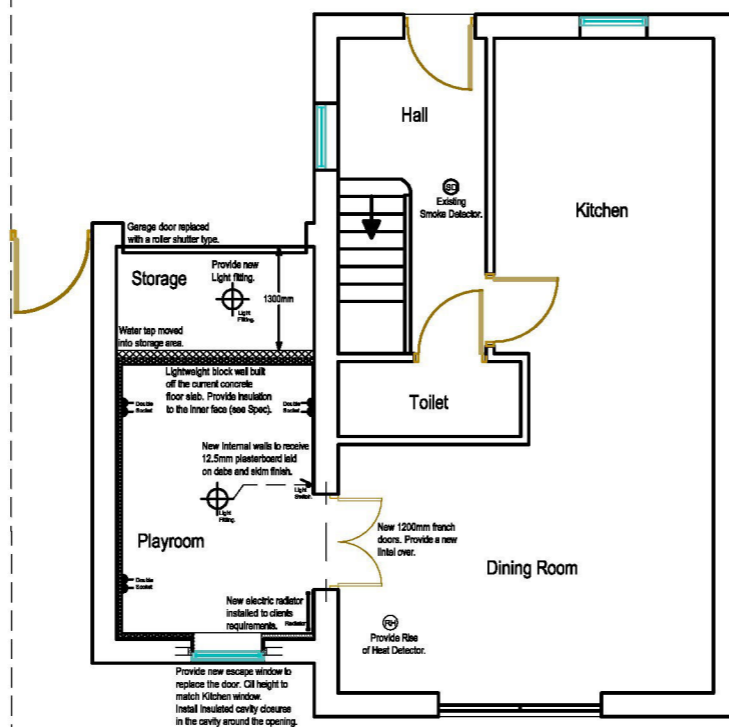 Hall
SD
Existing
Smoke Detector.
Kitchen
Garage door replaced
with a roller shutter type.
Storage
Provide new
Light fitting.
1300mm
Light
Fitting.
Water tap moved
into storage area.
Lightweight block wall built
off the current concrete
floor slab. Provide insulation
to the inner face (see Spec).
Double
Socket
Double
Socket
Toilet
New Internal walls to receive
12.5mm plasterboard laid
on dabs and skim finish.
Light
Switch.
Light
Fitting.
Playroom
New 1200mm french
doors. Provide a new
lintel over.
Dining Room
Double
Socket
New electric radiator
installed to clients
requirements.
Radiator
RH
Provide Rise
of Heat Detector.
Provide new escape window to
replace the door. Cil height to
match Kitchen window.
Install Insulated cavity closures
in the cavity around the opening.